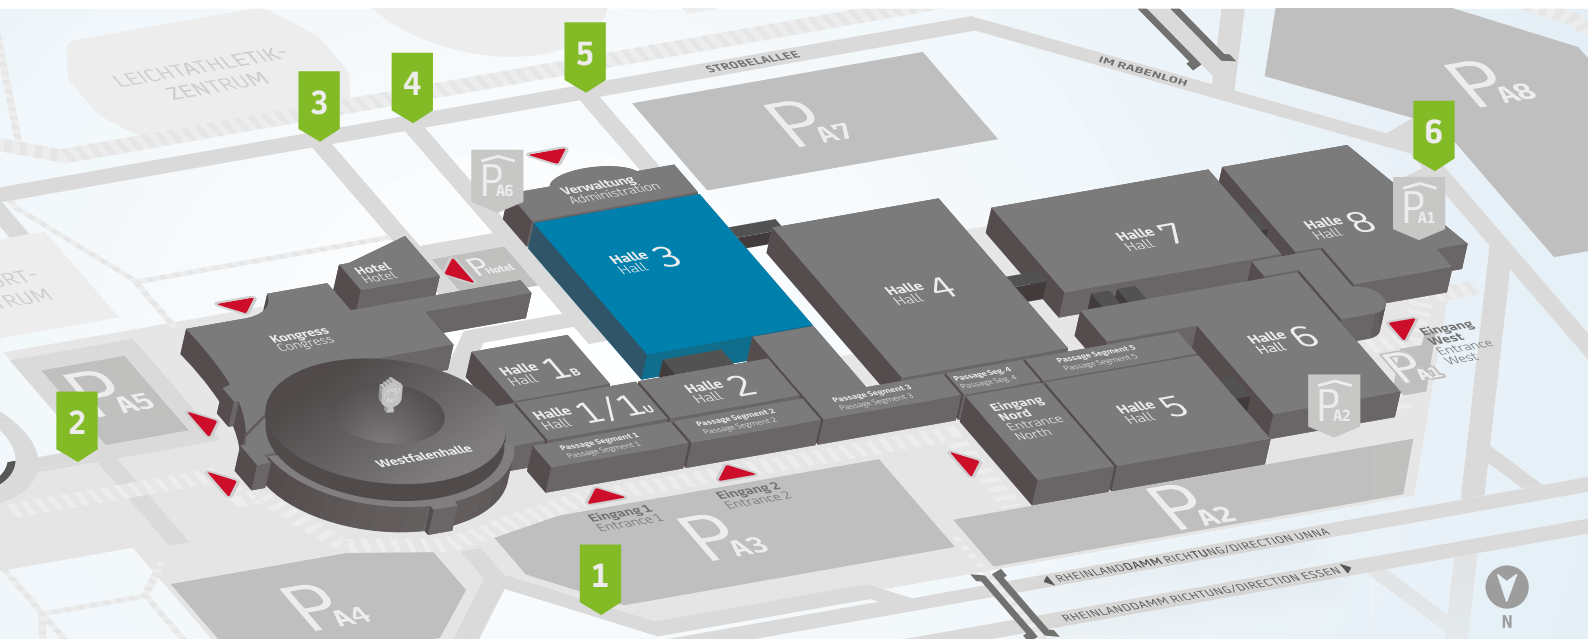 5
STROBELALLEE
4
3
LEICHTATHLETIK-
ZENTRUM
IM RABENLOH
P A8
P A7
6
P A6
Verwaltung
Administration
P A1
Halle
Hall 3
Halle
Hall 4
Halle
Hall 7
Halle
Hall 8
Hotel
Hotel
P Hotel
ORT-
TRUM
Kongress
Congress
Eingang
West
Entrance
West
P A1
Halle
Hall 6
Halle
Hall 1B
Halle
Hall 1/1U
Halle
Hall 2
Passage Segment 1
Passage Segment 1
Passage Segment 2
Passage Segment 2
Passage Segment 3
Passage Segment 3
Passage Seg. 4
Passage Seg. 4
Passage Segment 5
Passage Segment 5
Eingang
Nord
Entrance
North
Halle
Hall 5
P A2
P A5
2
Westfalenhalle
Eingang 1
Entrance 1
Eingang 2
Entrance 2
P A3
P A2
1
P A4
RHEINLANDDAMM RICHTUNG/DIRECTION UNNA
RHEINLANDDAMM RICHTUNG/DIRECTION ESSEN
N